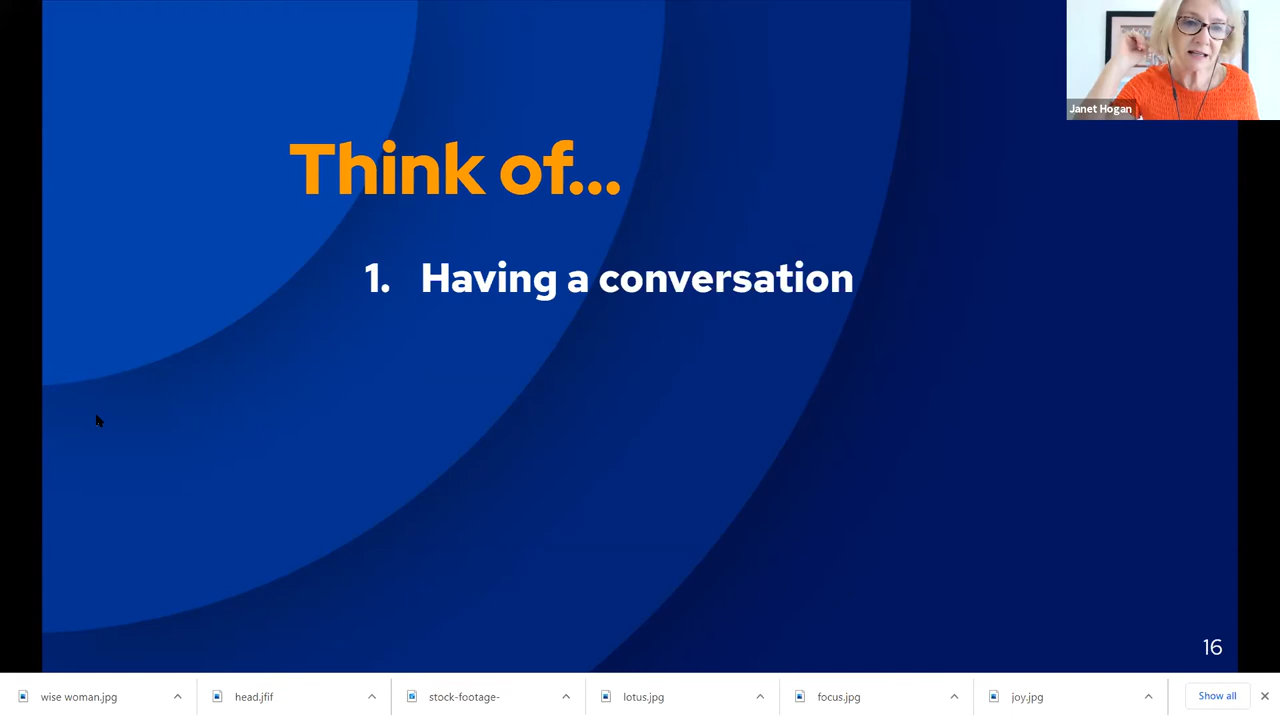 Janet Hogan
Think of...
1. Having a conversation
16
wise woman.jpg
head.jfif
stock-footage-
lotus.jpg
focus.jpg
joy.jpg
Show all